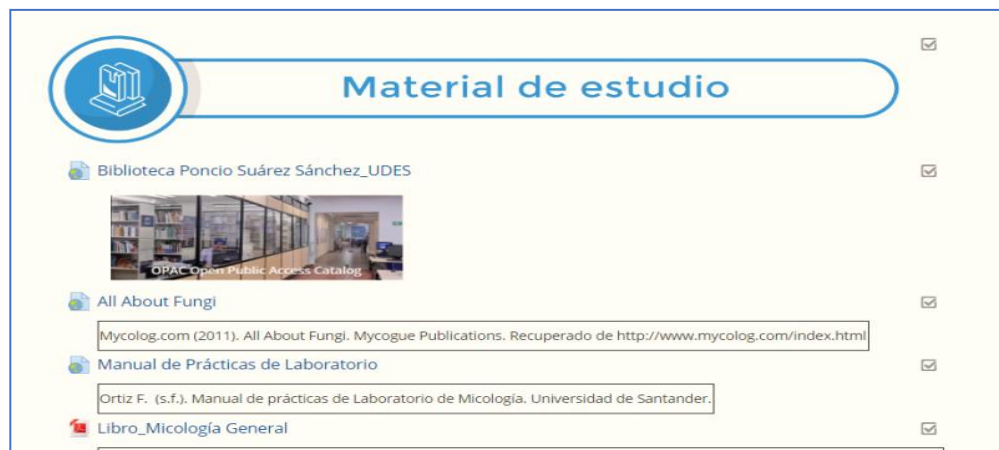 Material de estudio
Biblioteca Poncio Suárez Sánchez_UDES
OPAC Open Public Access Catalog
All About Fungi
Mycolog.com (2011). All About Fungi. Mycogue Publications. Recuperado de http://www.mycolog.com/index.html
Manual de Prácticas de Laboratorio
Ortiz F. (s.f.). Manual de prácticas de Laboratorio de Micología. Universidad de Santander.
Libro_Micología General